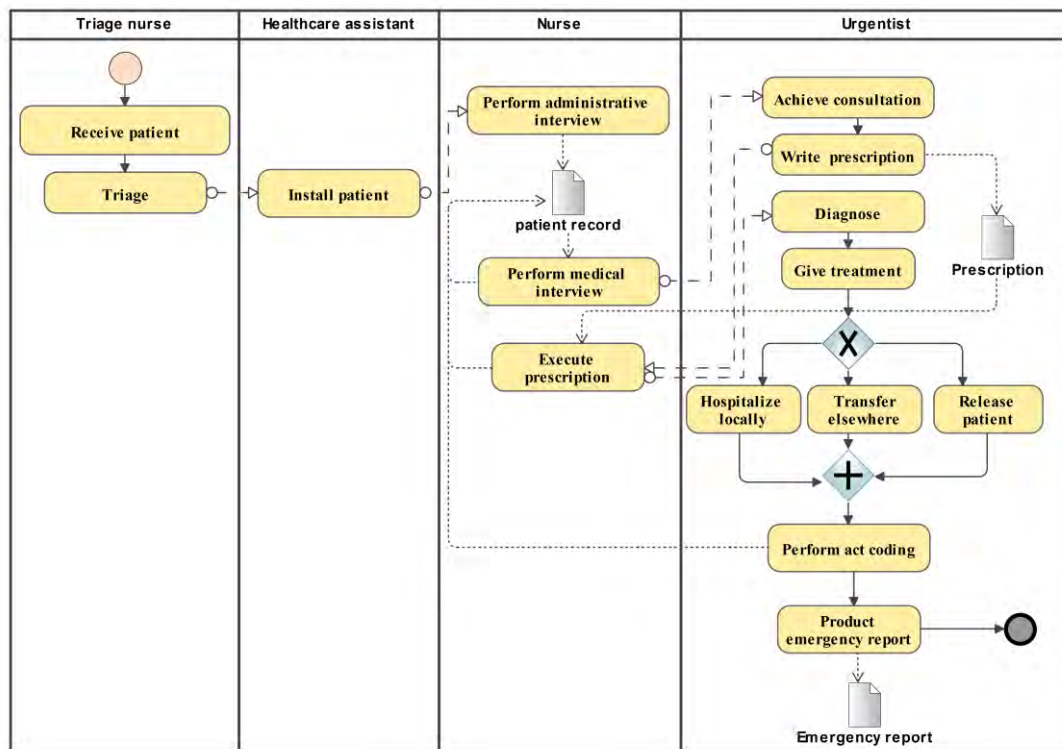 Triage nurse
Healthcare assistant
Nurse
Urgentist
Receive patient
Triage
Install patient
Perform administrative
interview
patient record
Perform medical
interview
Execute
prescription
Achieve consultation
Write prescription
Diagnose
Prescription
Give treatment
Hospitalize
locally
Transfer
elsewhere
Release
patient
Perform act coding
Product
emergency report
Emergency report